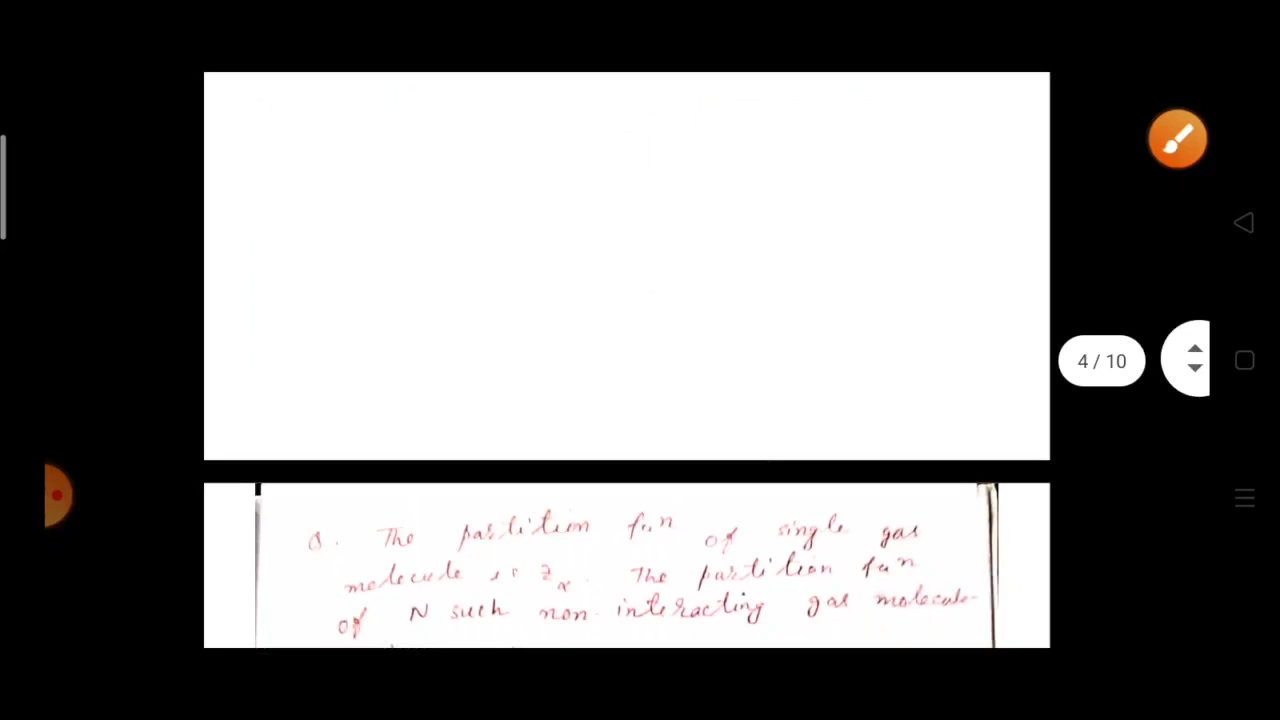 4 / 10
Q. The partition fun of single gas
molecule is Zα. The partition fun
of N such non-interacting gas molecule-